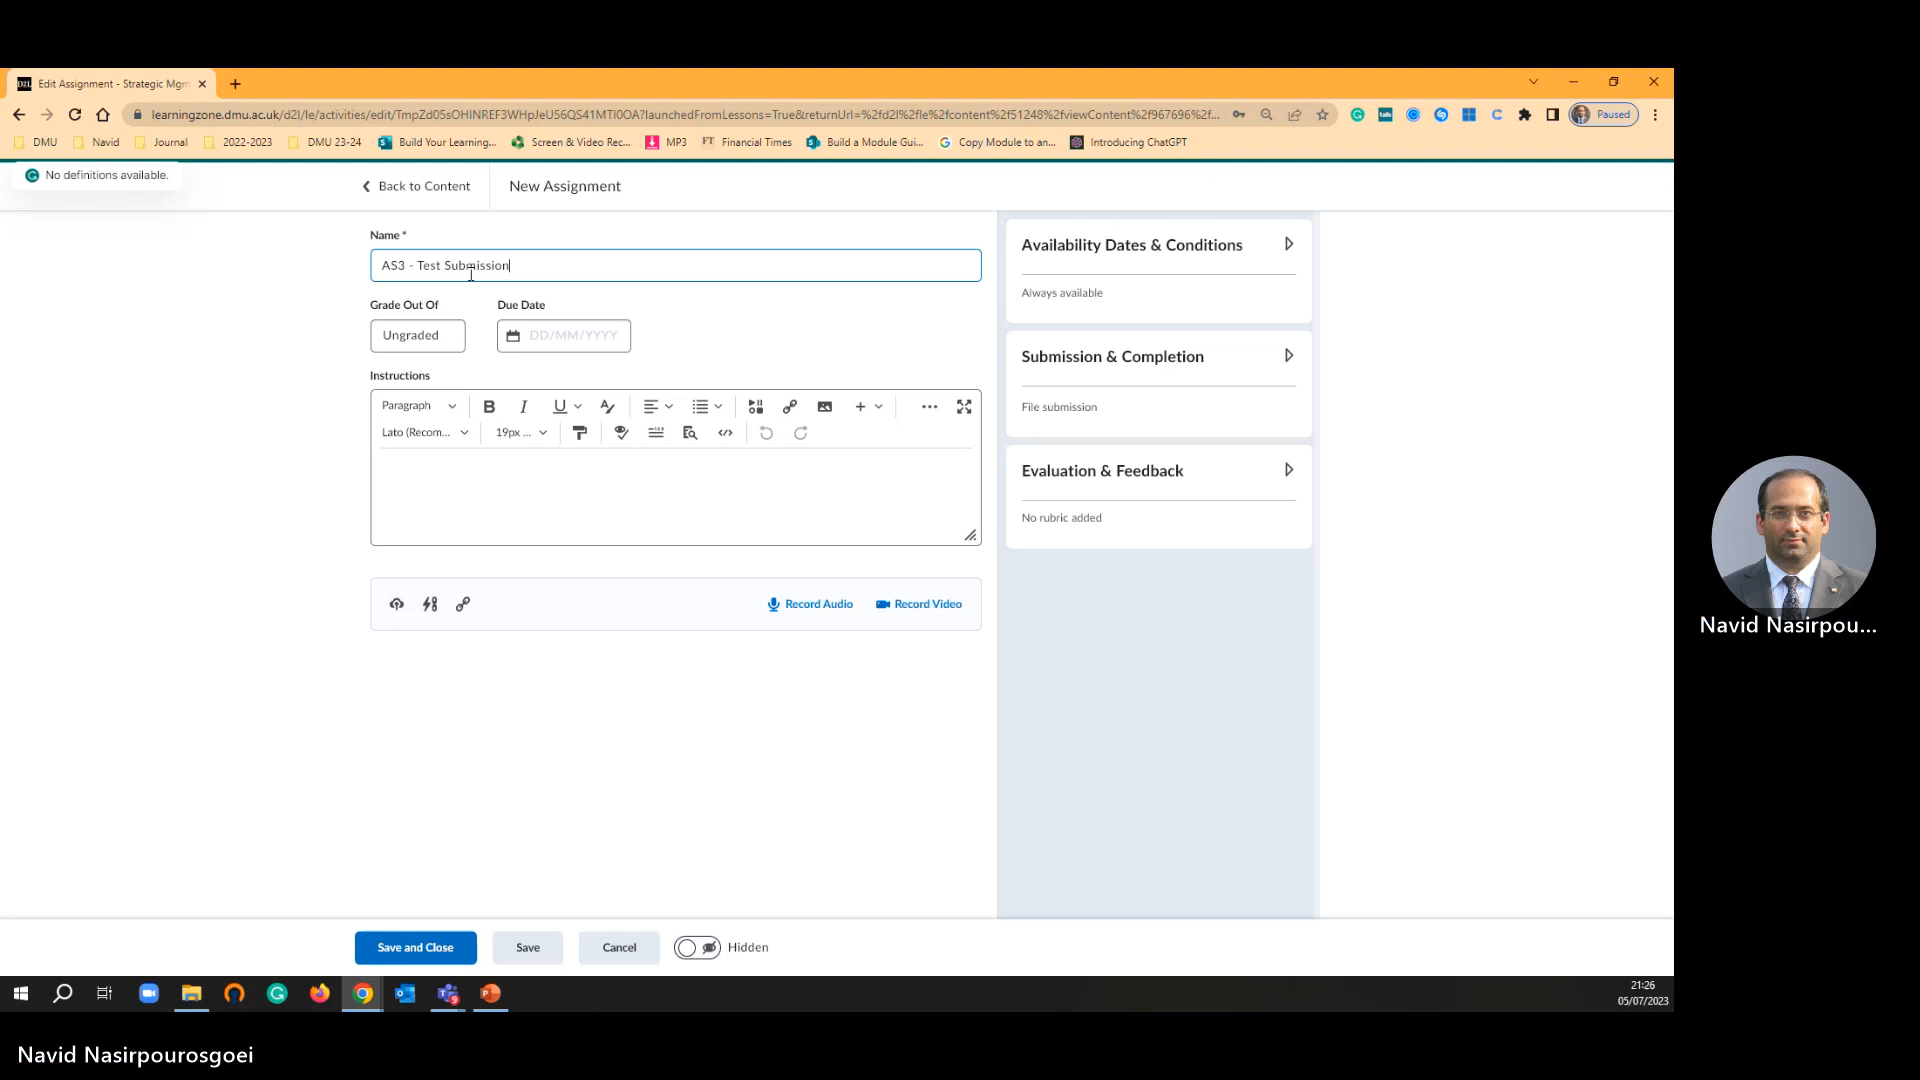 Edit Assignment - Strategic Mgm
learningzone.dmu.ac.uk/d2l/le/activities/edit/TmpZd05sOHlNREF3WHpJeU56QS41MTI0OA?launchedFromLessons=True&returnUrl=%2fd2l%2fle%2fcontent%2f51248%2fviewContent%2f967696%2f...
Paused
DMU Navid Journal 2022-2023 DMU 23-24 Build Your Learning... Screen & Video Rec... MP3 FT Financial Times Build a Module Gui... Copy Module to an... Introducing ChatGPT
No definitions available.
Back to Content
New Assignment
Name *
AS3 - Test Submission
Grade Out Of
Due Date
Ungraded
DD/MM/YYYY
Instructions
Paragraph
Lato (Recom...
19px ...
Record Audio
Record Video
Availability Dates & Conditions
Always available
Submission & Completion
File submission
Evaluation & Feedback
No rubric added
Save and Close
Save
Cancel
Hidden
21:26
05/07/2023
Navid Nasirpou...
Navid Nasirpourosgoei